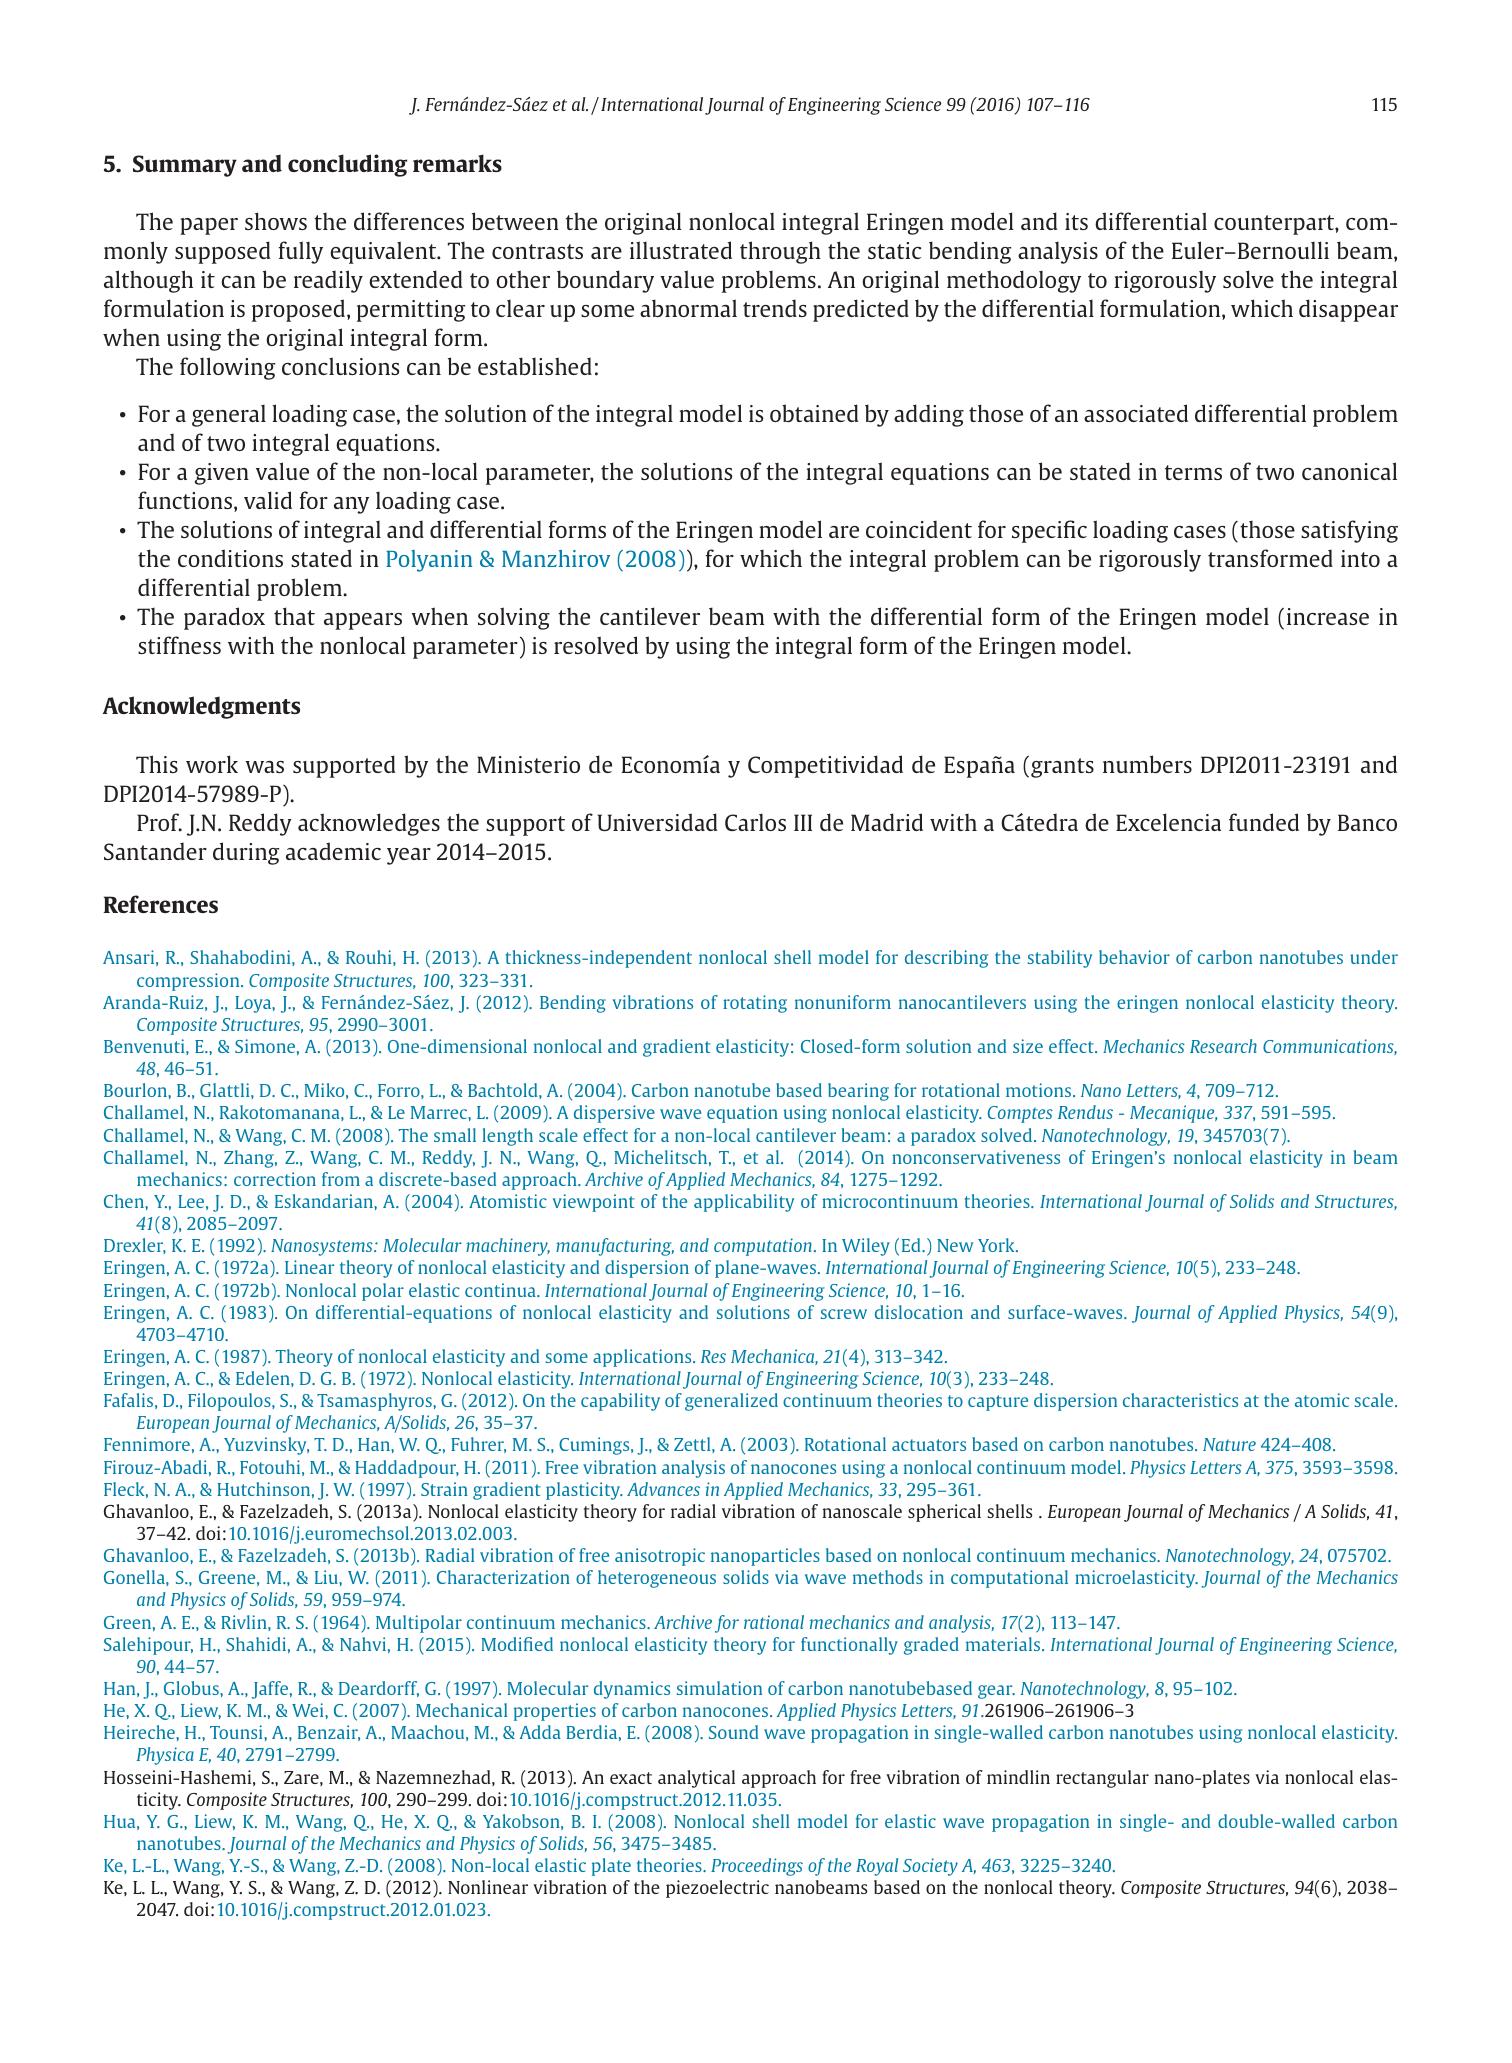 J. Fernández-Sáez et al. / International Journal of Engineering Science 99 (2016) 107–116 115
5. Summary and concluding remarks
The paper shows the differences between the original nonlocal integral Eringen model and its differential counterpart, com-
monly supposed fully equivalent. The contrasts are illustrated through the static bending analysis of the Euler–Bernoulli beam,
although it can be readily extended to other boundary value problems. An original methodology to rigorously solve the integral
formulation is proposed, permitting to clear up some abnormal trends predicted by the differential formulation, which disappear
when using the original integral form.
The following conclusions can be established:
• For a general loading case, the solution of the integral model is obtained by adding those of an associated differential problem
and of two integral equations.
• For a given value of the non-local parameter, the solutions of the integral equations can be stated in terms of two canonical
functions, valid for any loading case.
• The solutions of integral and differential forms of the Eringen model are coincident for specific loading cases (those satisfying
the conditions stated in Polyanin & Manzhirov (2008)), for which the integral problem can be rigorously transformed into a
differential problem.
• The paradox that appears when solving the cantilever beam with the differential form of the Eringen model (increase in
stiffness with the nonlocal parameter) is resolved by using the integral form of the Eringen model.
Acknowledgments
This work was supported by the Ministerio de Economía y Competitividad de España (grants numbers DPI2011-23191 and
DPI2014-57989-P).
Prof. J.N. Reddy acknowledges the support of Universidad Carlos III de Madrid with a Cátedra de Excelencia funded by Banco
Santander during academic year 2014–2015.
References
Ansari, R., Shahabodini, A., & Rouhi, H. (2013). A thickness-independent nonlocal shell model for describing the stability behavior of carbon nanotubes under
compression. Composite Structures, 100, 323–331.
Aranda-Ruiz, J., Loya, J., & Fernández-Sáez, J. (2012). Bending vibrations of rotating nonuniform nanocantilevers using the eringen nonlocal elasticity theory.
Composite Structures, 95, 2990–3001.
Benvenuti, E., & Simone, A. (2013). One-dimensional nonlocal and gradient elasticity: Closed-form solution and size effect. Mechanics Research Communications,
48, 46–51.
Bourlon, B., Glattli, D. C., Miko, C., Forro, L., & Bachtold, A. (2004). Carbon nanotube based bearing for rotational motions. Nano Letters, 4, 709–712.
Challamel, N., Rakotomanana, L., & Le Marrec, L. (2009). A dispersive wave equation using nonlocal elasticity. Comptes Rendus - Mecanique, 337, 591–595.
Challamel, N., & Wang, C. M. (2008). The small length scale effect for a non-local cantilever beam: a paradox solved. Nanotechnology, 19, 345703(7).
Challamel, N., Zhang, Z., Wang, C. M., Reddy, J. N., Wang, Q., Michelitsch, T., et al. (2014). On nonconservativeness of Eringen's nonlocal elasticity in beam
mechanics: correction from a discrete-based approach. Archive of Applied Mechanics, 84, 1275–1292.
Chen, Y., Lee, J. D., & Eskandarian, A. (2004). Atomistic viewpoint of the applicability of microcontinuum theories. International Journal of Solids and Structures,
41(8), 2085–2097.
Drexler, K. E. (1992). Nanosystems: Molecular machinery, manufacturing, and computation. In Wiley (Ed.) New York.
Eringen, A. C. (1972a). Linear theory of nonlocal elasticity and dispersion of plane-waves. International Journal of Engineering Science, 10(5), 233–248.
Eringen, A. C. (1972b). Nonlocal polar elastic continua. International Journal of Engineering Science, 10, 1–16.
Eringen, A. C. (1983). On differential-equations of nonlocal elasticity and solutions of screw dislocation and surface-waves. Journal of Applied Physics, 54(9),
4703–4710.
Eringen, A. C. (1987). Theory of nonlocal elasticity and some applications. Res Mechanica, 21(4), 313–342.
Eringen, A. C., & Edelen, D. G. B. (1972). Nonlocal elasticity. International Journal of Engineering Science, 10(3), 233–248.
Fafalis, D., Filopoulos, S., & Tsamasphyros, G. (2012). On the capability of generalized continuum theories to capture dispersion characteristics at the atomic scale.
European Journal of Mechanics, A/Solids, 26, 35–37.
Fennimore, A., Yuzvinsky, T. D., Han, W. Q., Fuhrer, M. S., Cumings, J., & Zettl, A. (2003). Rotational actuators based on carbon nanotubes. Nature 424–408.
Firouz-Abadi, R., Fotouhi, M., & Haddadpour, H. (2011). Free vibration analysis of nanocones using a nonlocal continuum model. Physics Letters A, 375, 3593–3598.
Fleck, N. A., & Hutchinson, J. W. (1997). Strain gradient plasticity. Advances in Applied Mechanics, 33, 295–361.
Ghavanloo, E., & Fazelzadeh, S. (2013a). Nonlocal elasticity theory for radial vibration of nanoscale spherical shells . European Journal of Mechanics / A Solids, 41,
37–42. doi:10.1016/j.euromechsol.2013.02.003.
Ghavanloo, E., & Fazelzadeh, S. (2013b). Radial vibration of free anisotropic nanoparticles based on nonlocal continuum mechanics. Nanotechnology, 24, 075702.
Gonella, S., Greene, M., & Liu, W. (2011). Characterization of heterogeneous solids via wave methods in computational microelasticity. Journal of the Mechanics
and Physics of Solids, 59, 959–974.
Green, A. E., & Rivlin, R. S. (1964). Multipolar continuum mechanics. Archive for rational mechanics and analysis, 17(2), 113–147.
Salehipour, H., Shahidi, A., & Nahvi, H. (2015). Modified nonlocal elasticity theory for functionally graded materials. International Journal of Engineering Science,
90, 44–57.
Han, J., Globus, A., Jaffe, R., & Deardorff, G. (1997). Molecular dynamics simulation of carbon nanotubebased gear. Nanotechnology, 8, 95–102.
He, X. Q., Liew, K. M., & Wei, C. (2007). Mechanical properties of carbon nanocones. Applied Physics Letters, 91.261906–261906–3
Heireche, H., Tounsi, A., Benzair, A., Maachou, M., & Adda Berdia, E. (2008). Sound wave propagation in single-walled carbon nanotubes using nonlocal elasticity.
Physica E, 40, 2791–2799.
Hosseini-Hashemi, S., Zare, M., & Nazemnezhad, R. (2013). An exact analytical approach for free vibration of mindlin rectangular nano-plates via nonlocal elas-
ticity. Composite Structures, 100, 290–299. doi:10.1016/j.compstruct.2012.11.035.
Hua, Y. G., Liew, K. M., Wang, Q., He, X. Q., & Yakobson, B. I. (2008). Nonlocal shell model for elastic wave propagation in single- and double-walled carbon
nanotubes. Journal of the Mechanics and Physics of Solids, 56, 3475–3485.
Ke, L.-L., Wang, Y.-S., & Wang, Z.-D. (2008). Non-local elastic plate theories. Proceedings of the Royal Society A, 463, 3225–3240.
Ke, L. L., Wang, Y. S., & Wang, Z. D. (2012). Nonlinear vibration of the piezoelectric nanobeams based on the nonlocal theory. Composite Structures, 94(6), 2038–
2047. doi:10.1016/j.compstruct.2012.01.023.